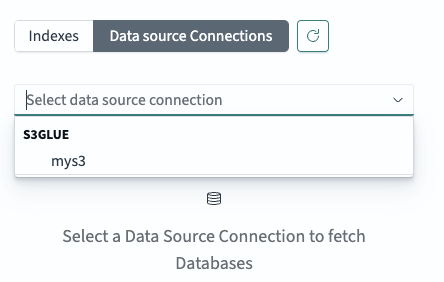 Indexes
Data source Connections
Select data source connection
S3GLUE
mys3
Select a Data Source Connection to fetch
Databases